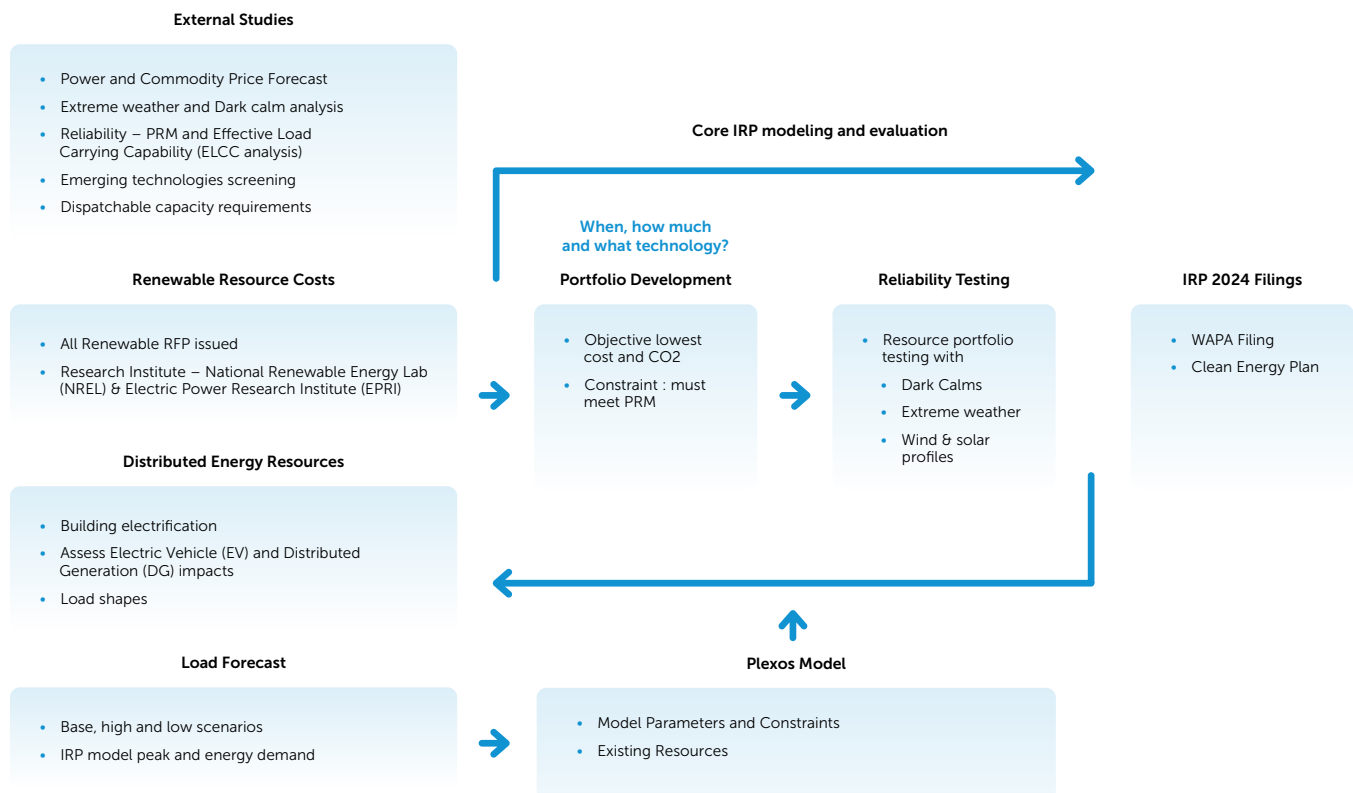 External Studies
• Power and Commodity Price Forecast
• Extreme weather and Dark calm analysis
• Reliability – PRM and Effective Load
Carrying Capability (ELCC analysis)
• Emerging technologies screening
• Dispatchable capacity requirements
Core IRP modeling and evaluation
When, how much
and what technology?
Renewable Resource Costs
• All Renewable RFP issued
• Research Institute – National Renewable Energy Lab
(NREL) & Electric Power Research Institute (EPRI)
Portfolio Development
• Objective lowest
cost and CO2
• Constraint : must
meet PRM
Reliability Testing
• Resource portfolio
testing with
• Dark Calms
• Extreme weather
• Wind & solar
profiles
IRP 2024 Filings
• WAPA Filing
• Clean Energy Plan
Distributed Energy Resources
• Building electrification
• Assess Electric Vehicle (EV) and Distributed
Generation (DG) impacts
• Load shapes
Load Forecast
• Base, high and low scenarios
• IRP model peak and energy demand
Plexos Model
• Model Parameters and Constraints
• Existing Resources